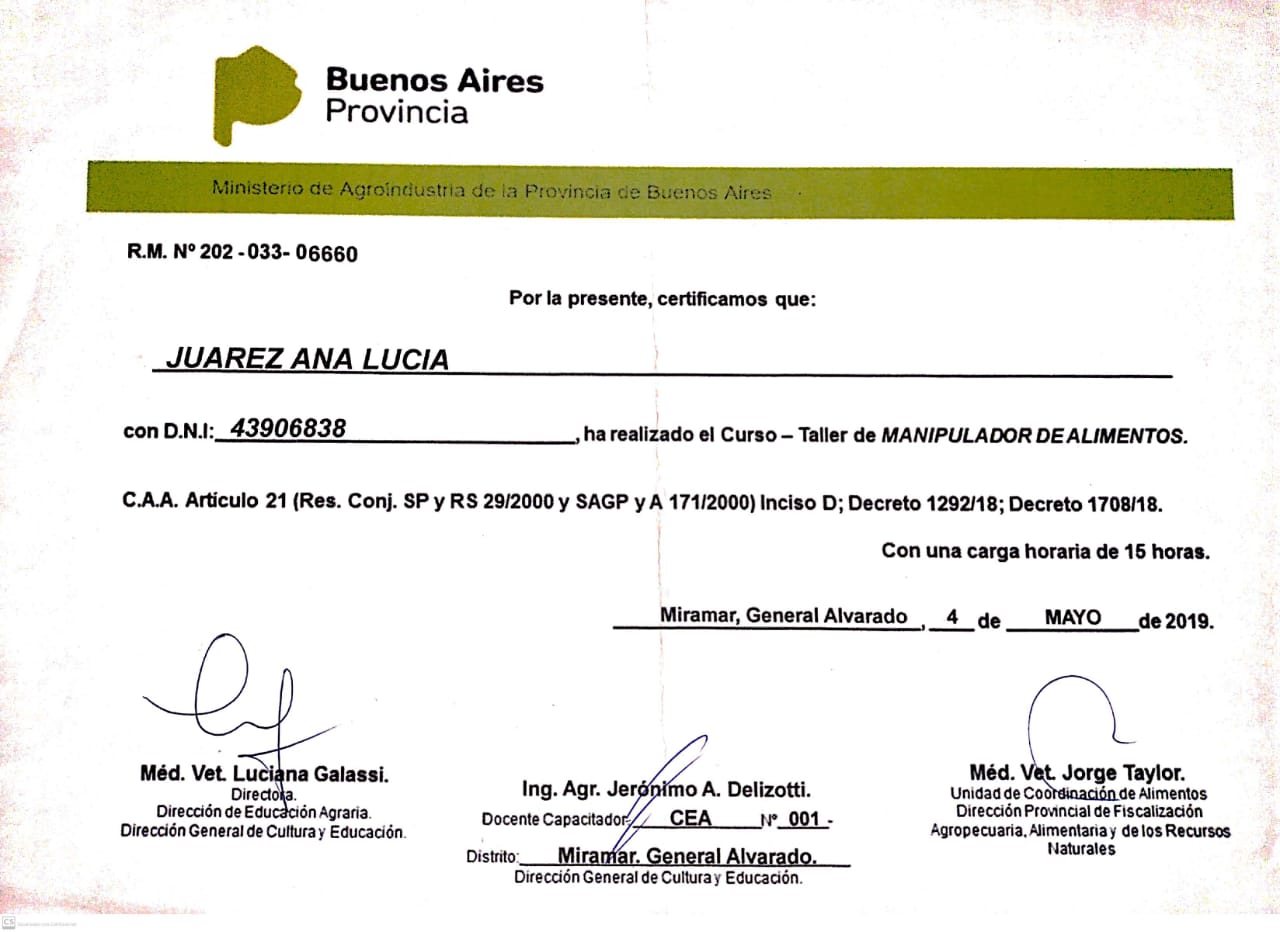 Buenos Aires
Provincia
Ministerio de Agroindustria de la Provincia de Buenos Aires
R.M. Nº 202 - 033- 06660
Por la presente, certificamos que:
JUAREZ ANA LUCIA
con D.N.I: 43906838, ha realizado el Curso – Taller de MANIPULADOR DE ALIMENTOS.
C.A.A. Artículo 21 (Res. Conj. SP y RS 29/2000 y SAGP y A 171/2000) Inciso D; Decreto 1292/18; Decreto 1708/18.
Con una carga horaria de 15 horas.
Miramar, General Alvarado, 4 de MAYO de 2019.
Méd. Vet. Luciana Galassi.
Directora.
Dirección de Educación Agraria.
Dirección General de Cultura y Educación.
Ing. Agr. Jerónimo A. Delizotti.
Docente Capacitador: CEA Nº 001 -
Distrito: Miramar. General Alvarado.
Dirección General de Cultura y Educación.
Méd. Vet. Jorge Taylor.
Unidad de Coordinación de Alimentos
Dirección Provincial de Fiscalización
Agropecuaria, Alimentaria y de los Recursos
Naturales
CS